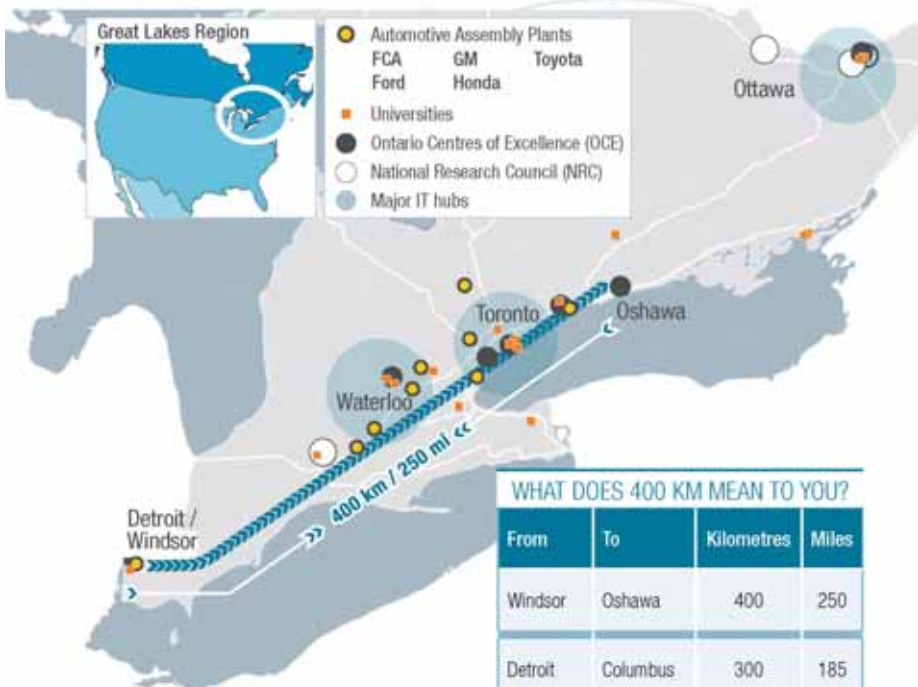 Great Lakes Region
Automotive Assembly Plants
FCA GM Toyota
Ford Honda
Universities
Ontario Centres of Excellence (OCE)
National Research Council (NRC)
Major IT hubs
Ottawa
Toronto
Oshawa
Waterloo
400 km / 250 mi
Detroit /
Windsor
WHAT DOES 400 KM MEAN TO YOU?
From To Kilometres Miles
Windsor Oshawa 400 250
Detroit Columbus 300 185